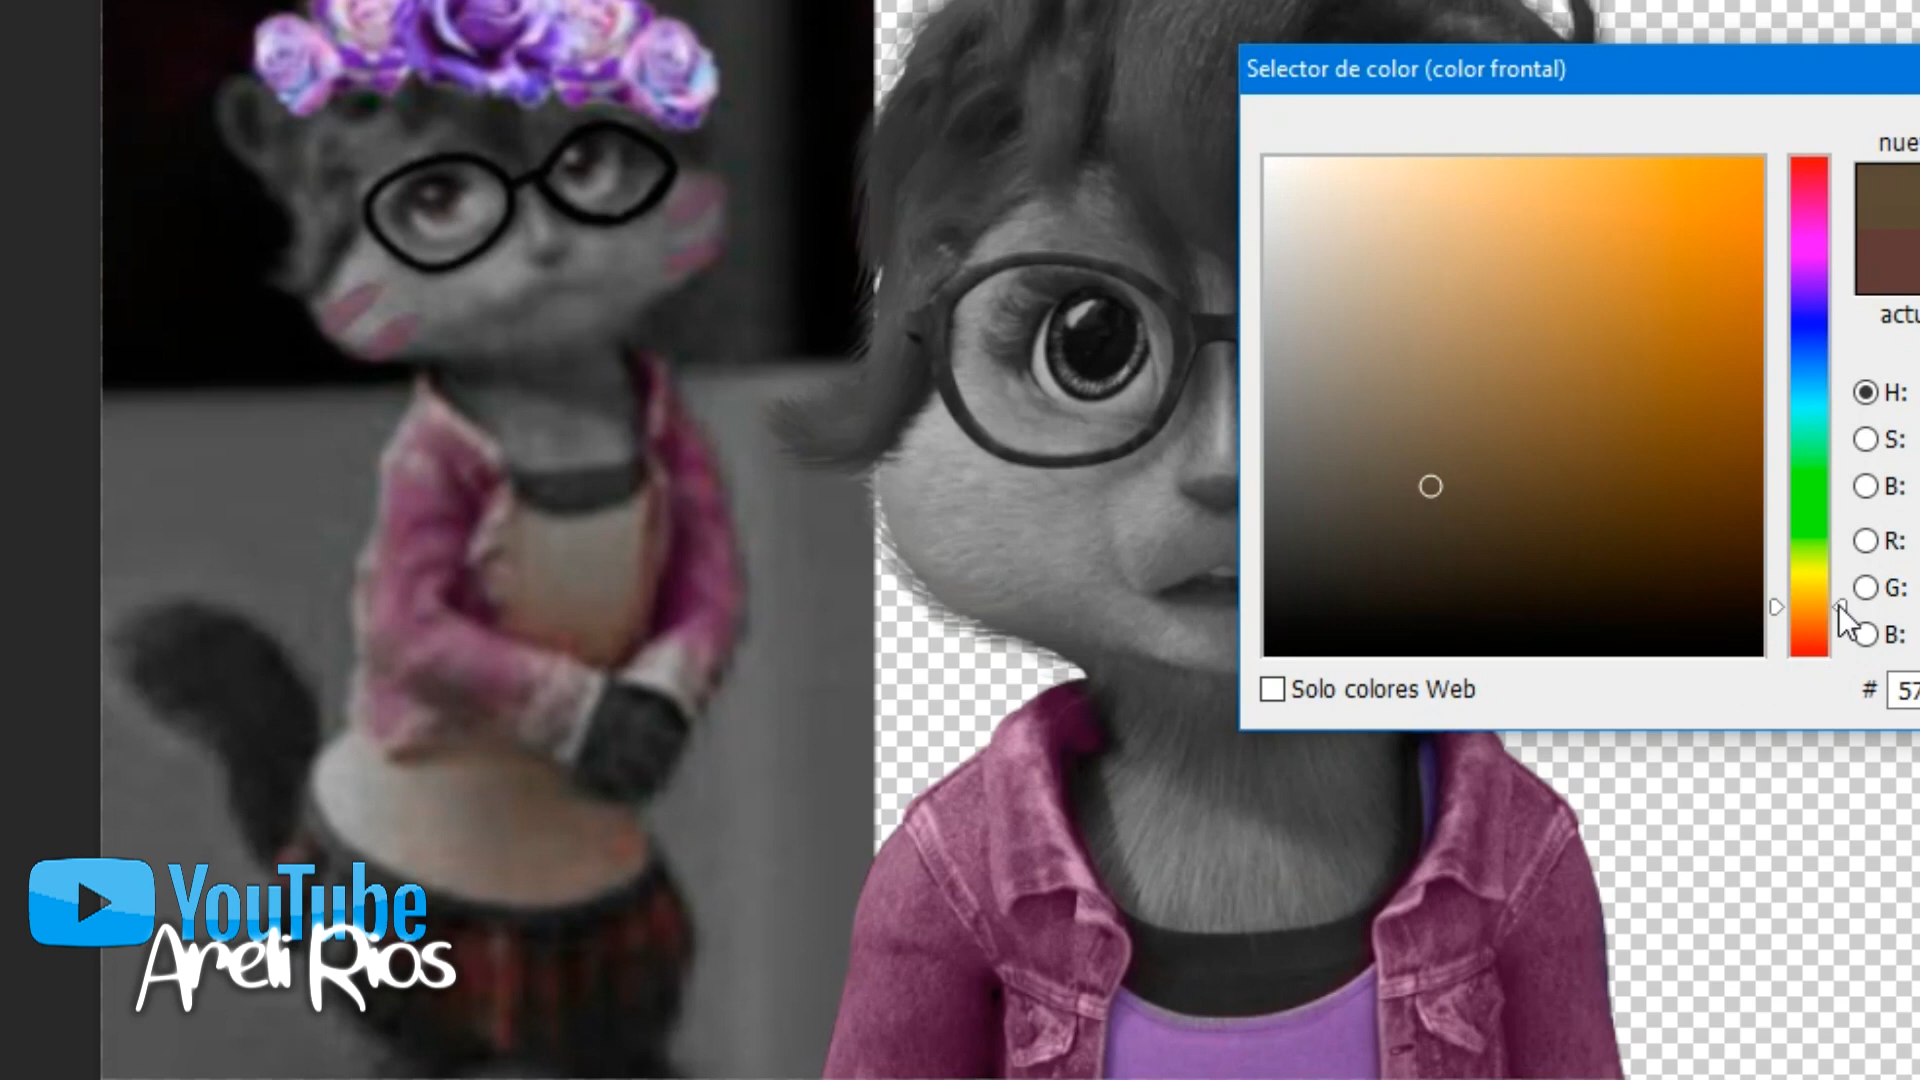 Selector de color (color frontal)
nue
actu
H:
S:
B:
R:
G:
B:
Solo colores Web
# 57
YouTube
Areli Rios